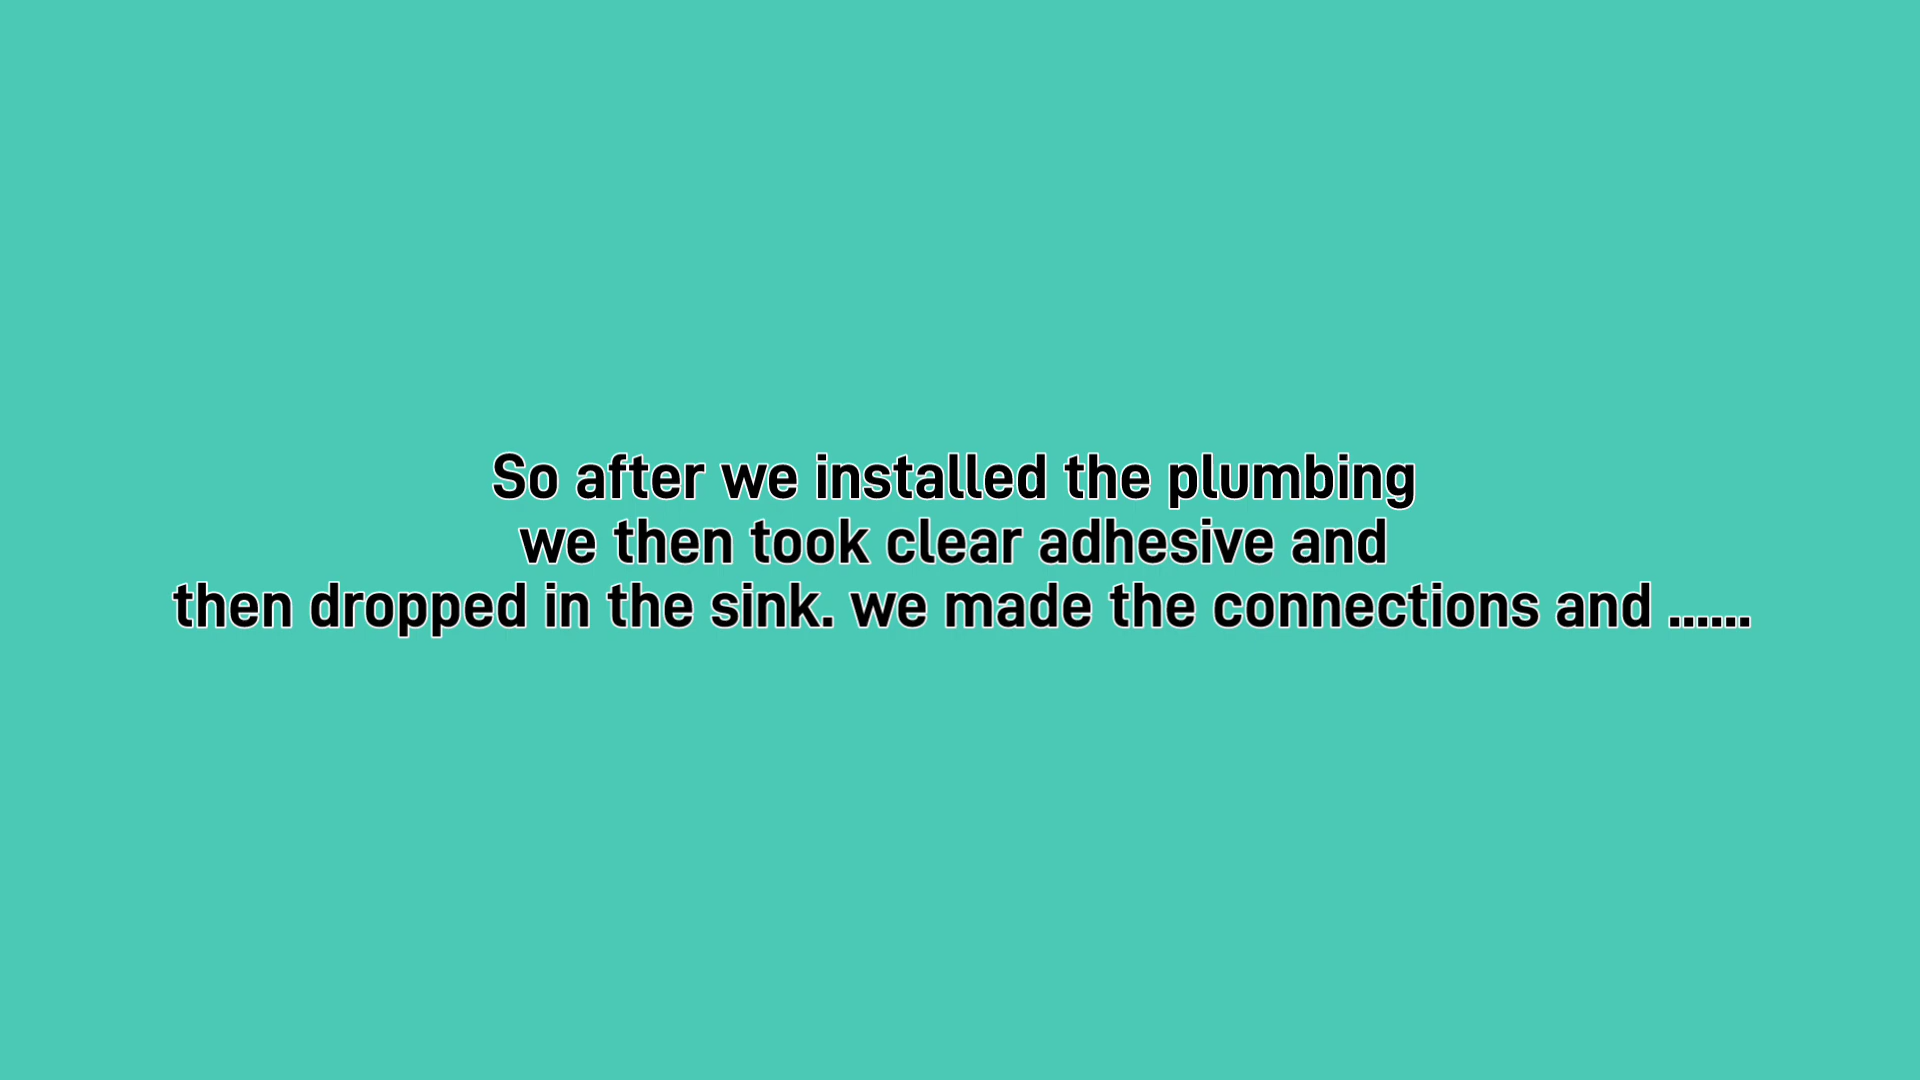 So after we installed the plumbing
we then took clear adhesive and
then dropped in the sink. we made the connections and ......